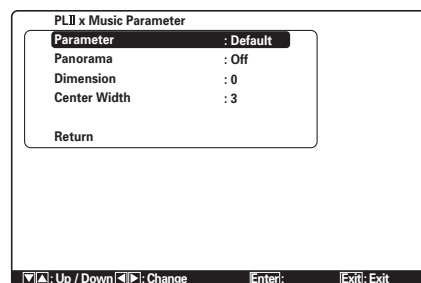 PLII x Music Parameter
Parameter : Default
Panorama : Off
Dimension : 0
Center Width : 3
Return
▼▲: Up / Down ◀▶: Change Enter: Exit: Exit